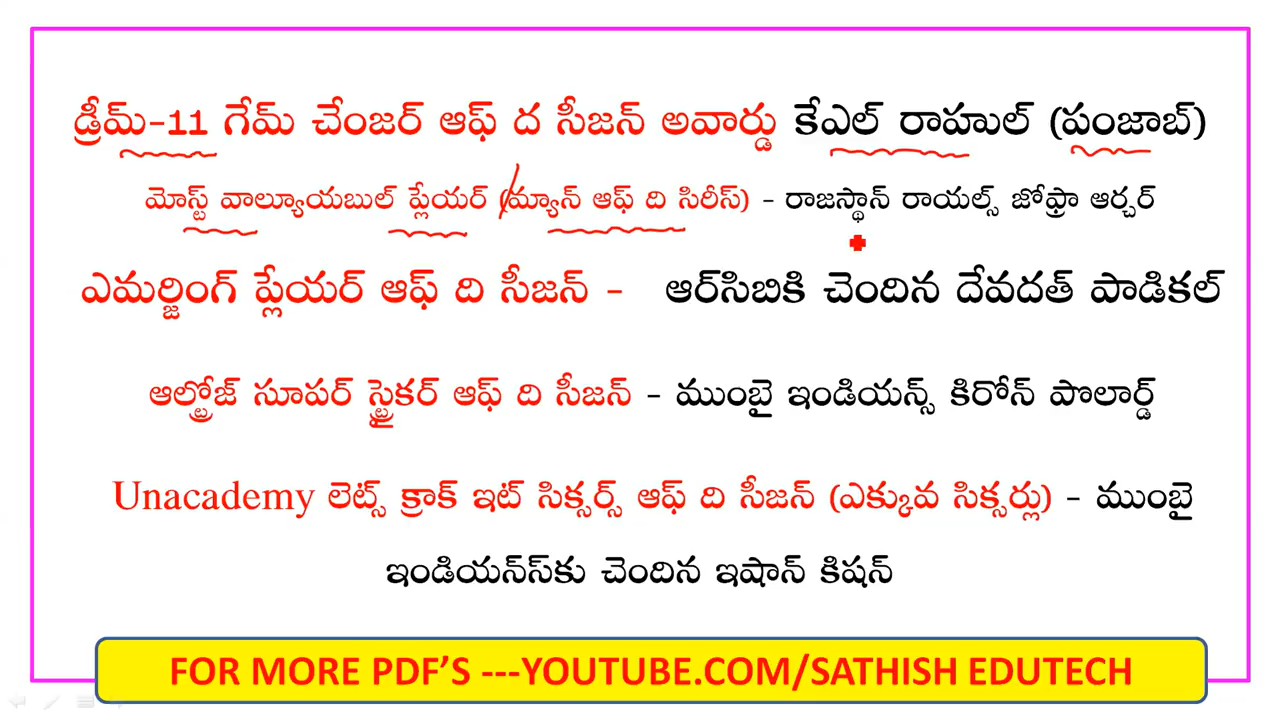 డ్రీమ్-11 గేమ్ చేంజర్ ఆఫ్ ద సీజన్ అవార్డు కేఎల్ రాహుల్ (పంజాబ్)
మోస్ట్ వాల్యూయబుల్ ప్లేయర్ (మ్యాన్ ఆఫ్ ది సిరీస్) - రాజస్థాన్ రాయల్స్ జోఫ్రా ఆర్చర్
ఎమర్జింగ్ ప్లేయర్ ఆఫ్ ది సీజన్ - ఆర్‌సిబికి చెందిన దేవదత్ పాడికల్
ఆల్ట్రోజ్ సూపర్ స్ట్రైకర్ ఆఫ్ ది సీజన్ - ముంబై ఇండియన్స్ కిరోన్ పొలార్డ్
Unacademy లెట్స్ క్రాక్ ఇట్ సిక్సర్స్ ఆఫ్ ది సీజన్ (ఎక్కువ సిక్సర్లు) - ముంబై
ఇండియన్స్‌కు చెందిన ఇషాన్ కిషన్
FOR MORE PDF'S ---YOUTUBE.COM/SATHISH EDUTECH